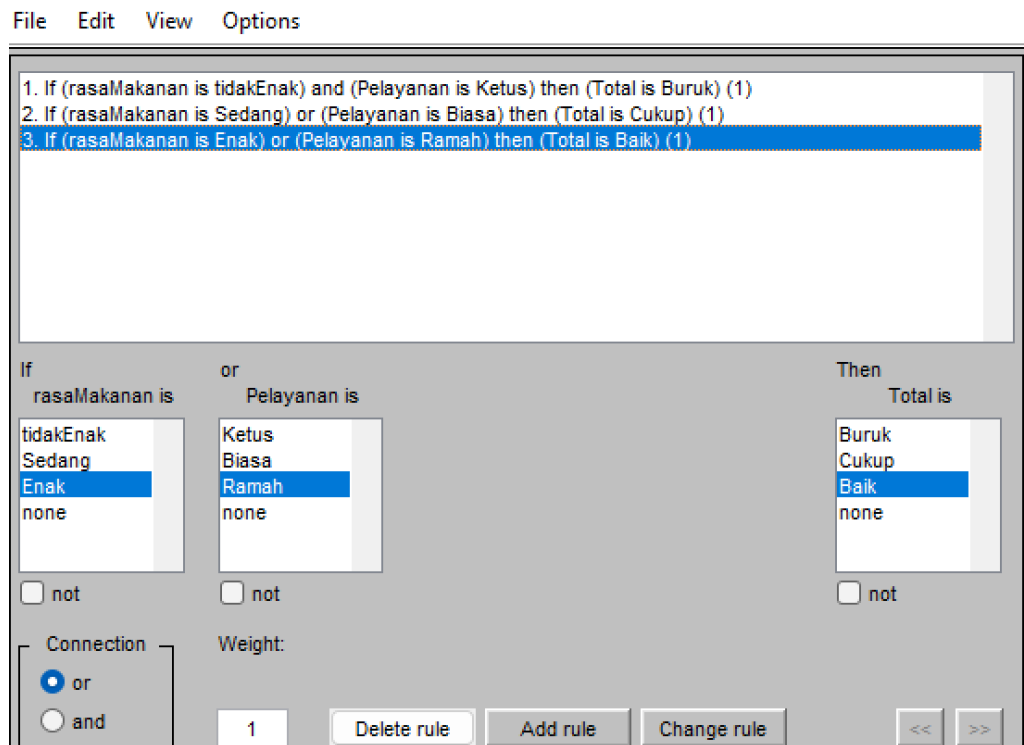 File Edit View Options
1. If (rasaMakanan is tidakEnak) and (Pelayanan is Ketus) then (Total is Buruk) (1)
2. If (rasaMakanan is Sedang) or (Pelayanan is Biasa) then (Total is Cukup) (1)
3. If (rasaMakanan is Enak) or (Pelayanan is Ramah) then (Total is Baik) (1)
If or Then
rasaMakanan is Pelayanan is Total is
tidakEnak Ketus Buruk
Sedang Biasa Cukup
Enak Ramah Baik
none none none
not not not
Connection Weight:
or
and 1 Delete rule Add rule Change rule << >>